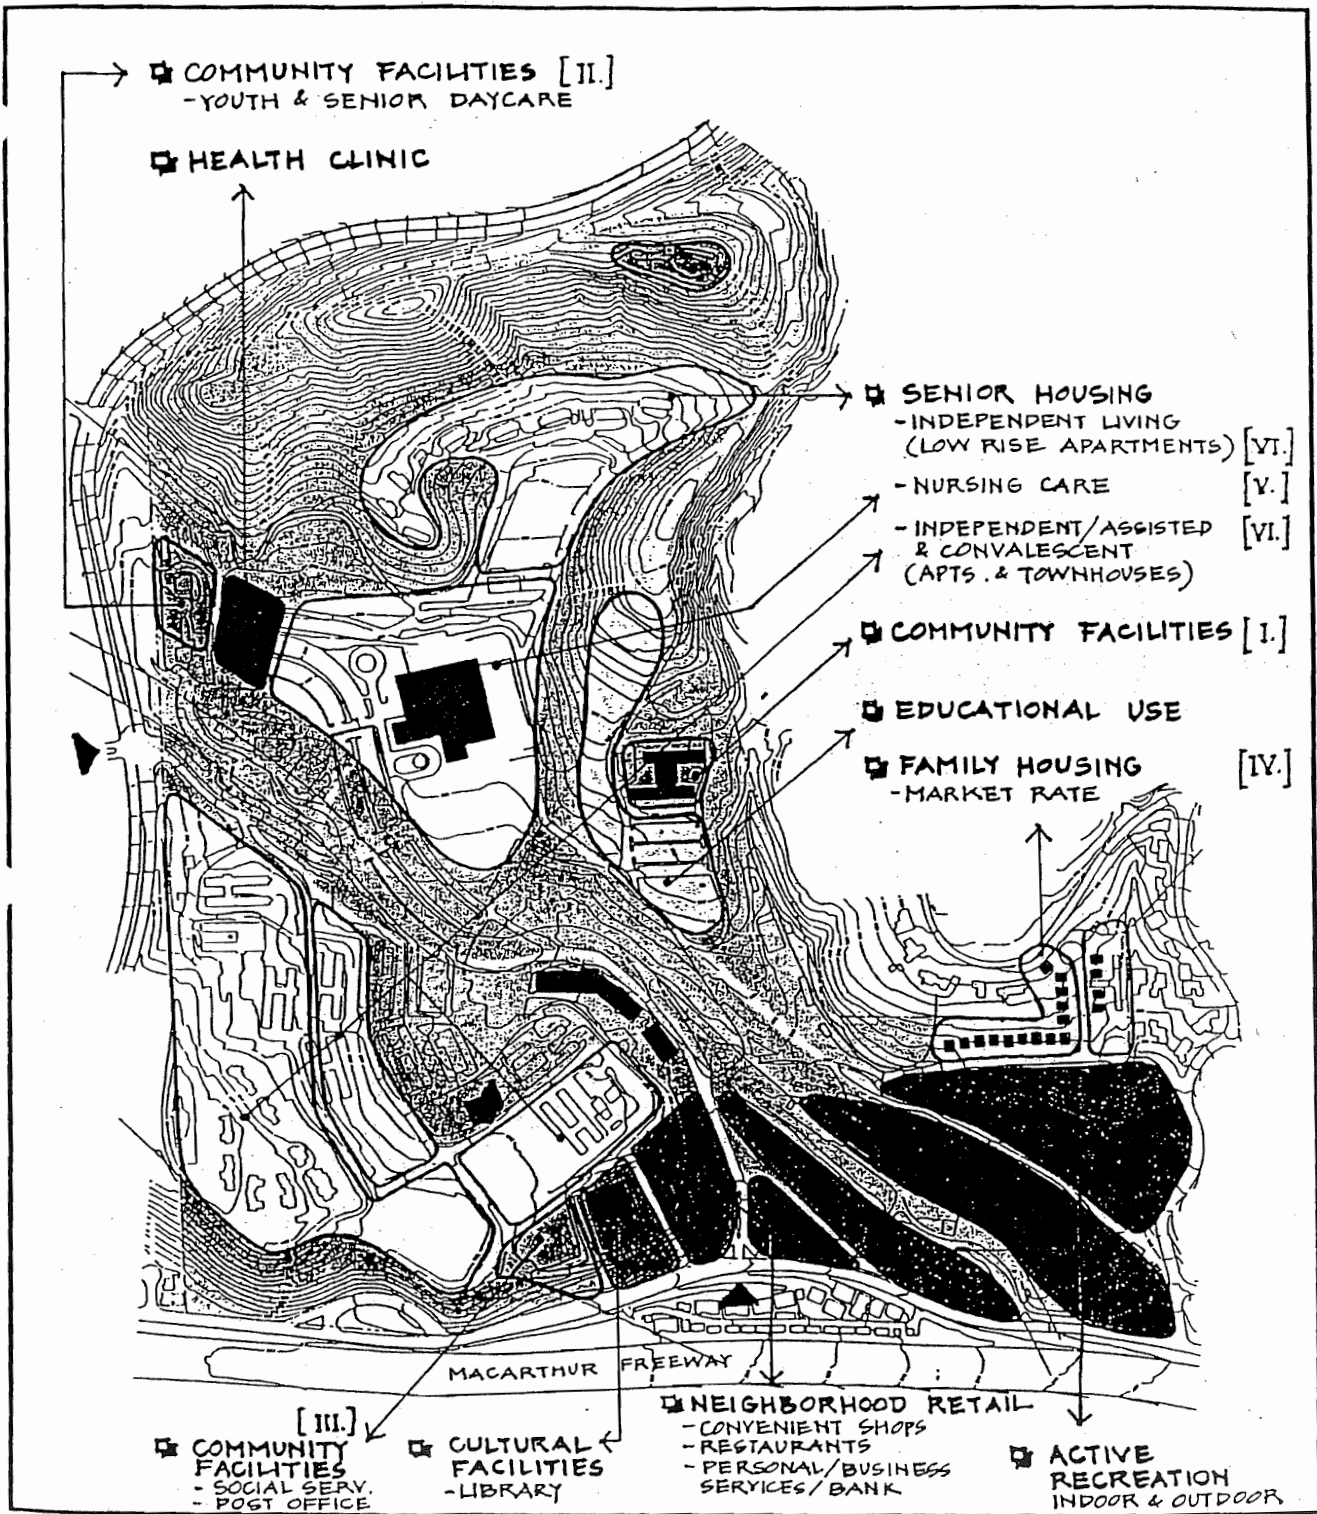 COMMUNITY FACILITIES [II.]
-YOUTH & SENIOR DAYCARE
HEALTH CLINIC
SENIOR HOUSING
-INDEPENDENT LIVING
(LOW RISE APARTMENTS) [VI.]
-NURSING CARE [V.]
-INDEPENDENT/ASSISTED [VI.]
& CONVALESCENT
(APTS. & TOWNHOUSES)
COMMUNITY FACILITIES [I.]
EDUCATIONAL USE
FAMILY HOUSING [IV.]
-MARKET RATE
MACARTHUR FREEWAY
[III.]
COMMUNITY
FACILITIES
- SOCIAL SERV.
- POST OFFICE
CULTURAL
FACILITIES
-LIBRARY
NEIGHBORHOOD RETAIL
-CONVENIENT SHOPS
-RESTAURANTS
-PERSONAL/BUSINESS
SERVICES/BANK
ACTIVE
RECREATION
INDOOR & OUTDOOR